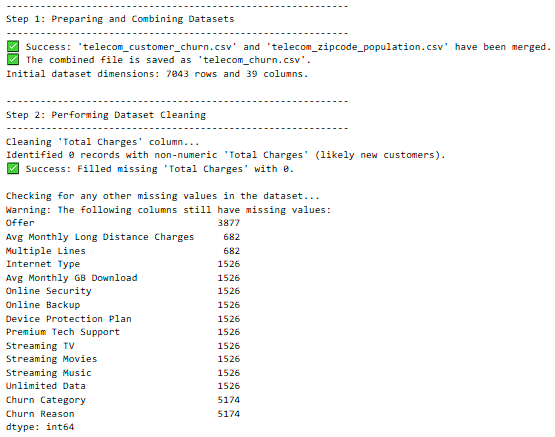 ------------------------------------------------------------
Step 1: Preparing and Combining Datasets
------------------------------------------------------------
✅ Success: 'telecom_customer_churn.csv' and 'telecom_zipcode_population.csv' have been merged.
✅ The combined file is saved as 'telecom_churn.csv'.
Initial dataset dimensions: 7043 rows and 39 columns.
------------------------------------------------------------
Step 2: Performing Dataset Cleaning
------------------------------------------------------------
Cleaning 'Total Charges' column...
Identified 0 records with non-numeric 'Total Charges' (likely new customers).
✅ Success: Filled missing 'Total Charges' with 0.
Checking for any other missing values in the dataset...
Warning: The following columns still have missing values:
Offer 3877
Avg Monthly Long Distance Charges 682
Multiple Lines 682
Internet Type 1526
Avg Monthly GB Download 1526
Online Security 1526
Online Backup 1526
Device Protection Plan 1526
Premium Tech Support 1526
Streaming TV 1526
Streaming Movies 1526
Streaming Music 1526
Unlimited Data 1526
Churn Category 5174
Churn Reason 5174
dtype: int64